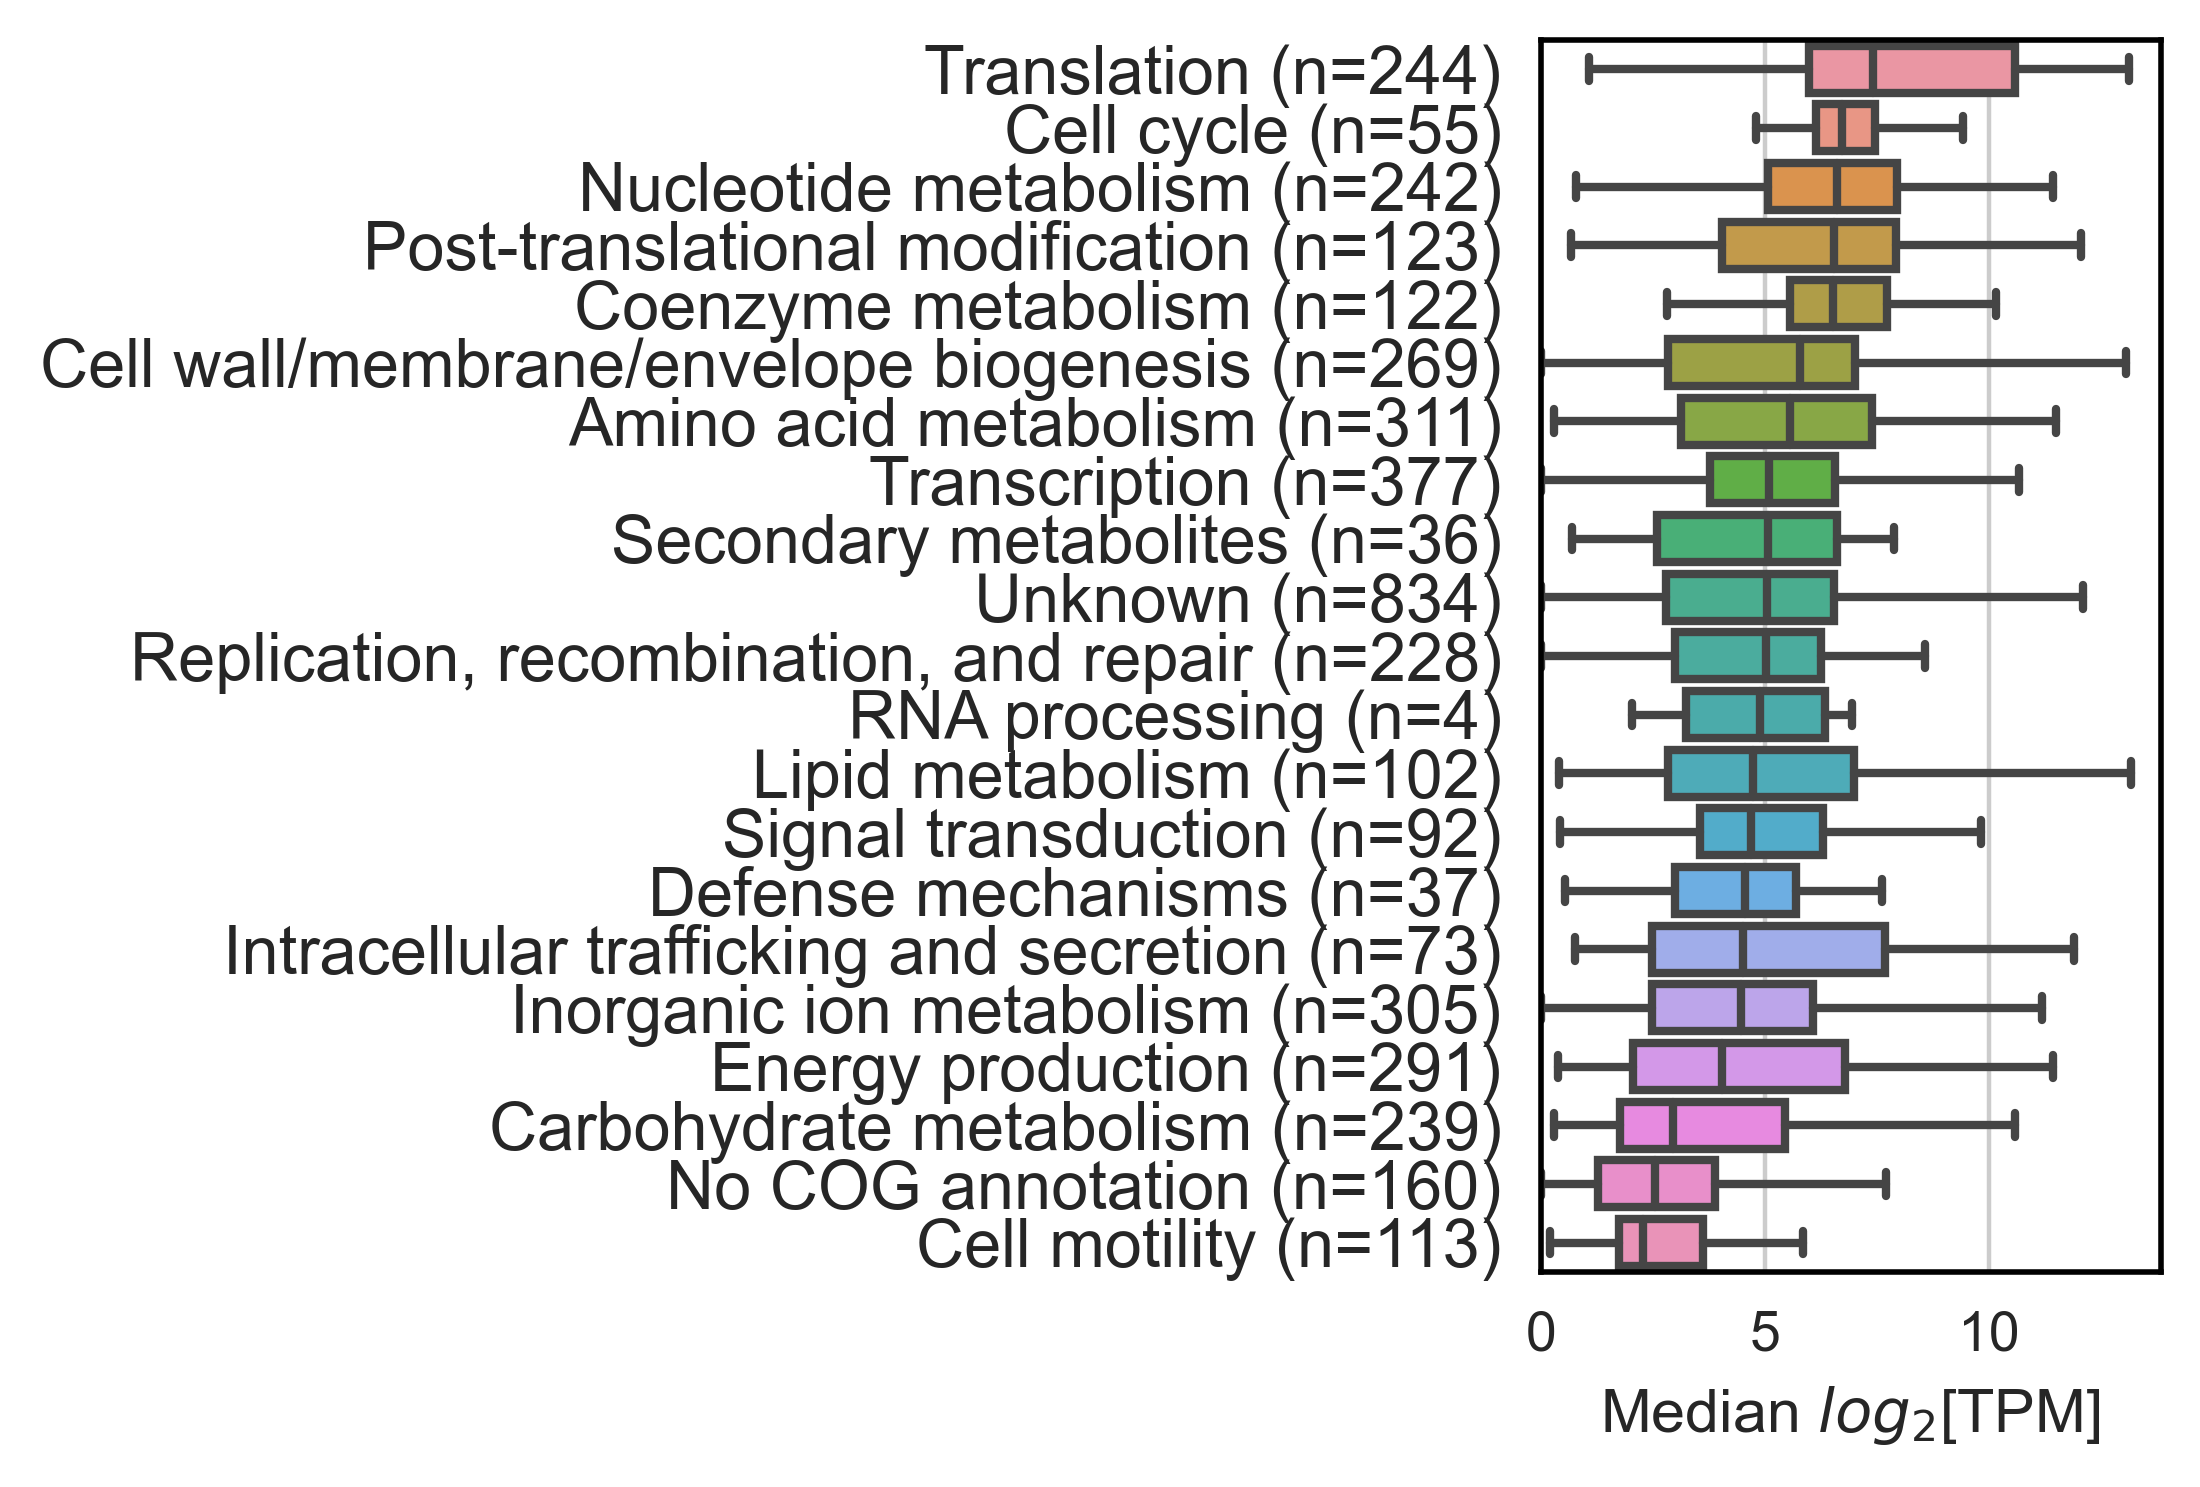 Translation (n=244)
Cell cycle (n=55)
Nucleotide metabolism (n=242)
Post-translational modification (n=123)
Coenzyme metabolism (n=122)
Cell wall/membrane/envelope biogenesis (n=269)
Amino acid metabolism (n=311)
Transcription (n=377)
Secondary metabolites (n=36)
Unknown (n=834)
Replication, recombination, and repair (n=228)
RNA processing (n=4)
Lipid metabolism (n=102)
Signal transduction (n=92)
Defense mechanisms (n=37)
Intracellular trafficking and secretion (n=73)
Inorganic ion metabolism (n=305)
Energy production (n=291)
Carbohydrate metabolism (n=239)
No COG annotation (n=160)
Cell motility (n=113)
0 5 10
Median log₂[TPM]